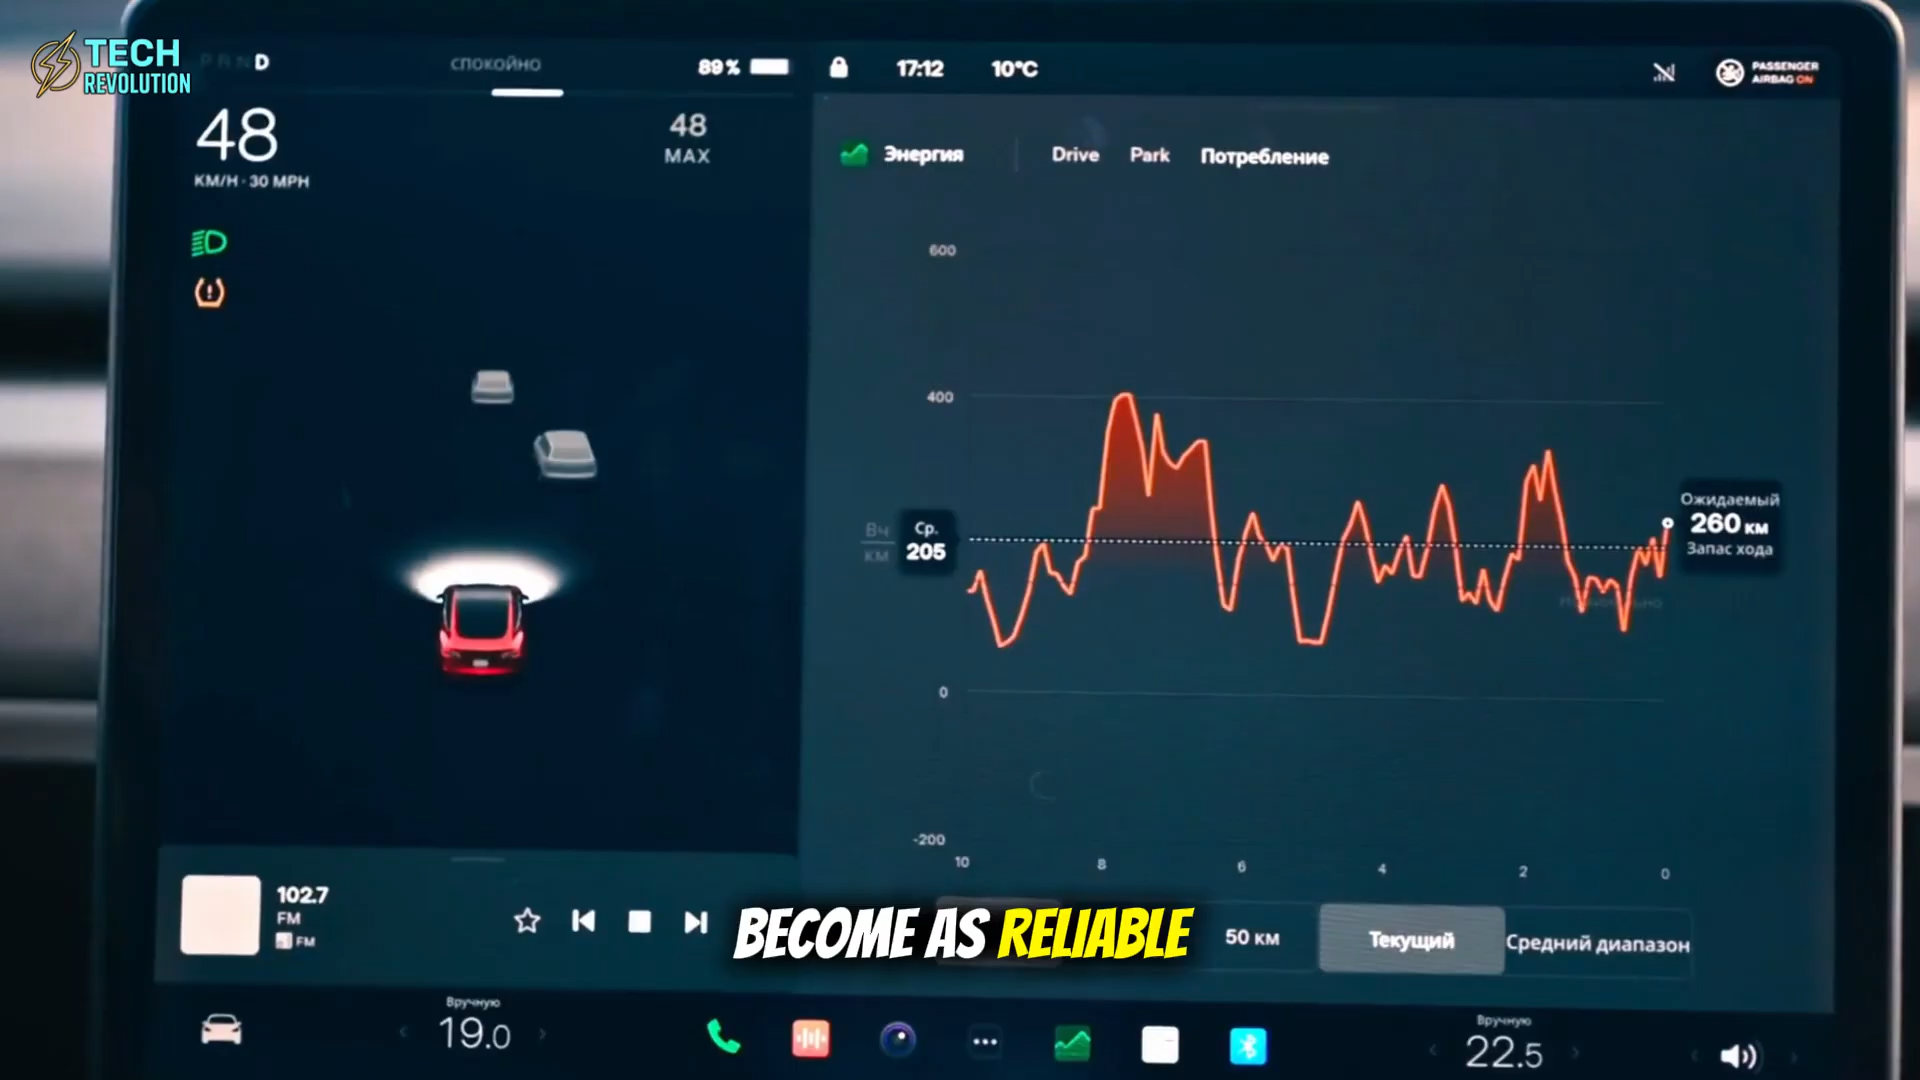 TECH
REVOLUTION
P R N D
СПОКОЙНО
89 %
17:12
10°C
PASSENGER
AIRBAG ON
48
KM/H · 30 MPH
48
MAX
Энергия
Drive
Park
Потребление
600
400
0
-200
Вч
КМ
Ср.
205
Ожидаемый
260 км
Запас хода
10
8
6
4
2
0
102.7
FM
FM
BECOME AS RELIABLE
50 км
Текущий
Средний диапазон
Вручную
19.0
Вручную
22.5